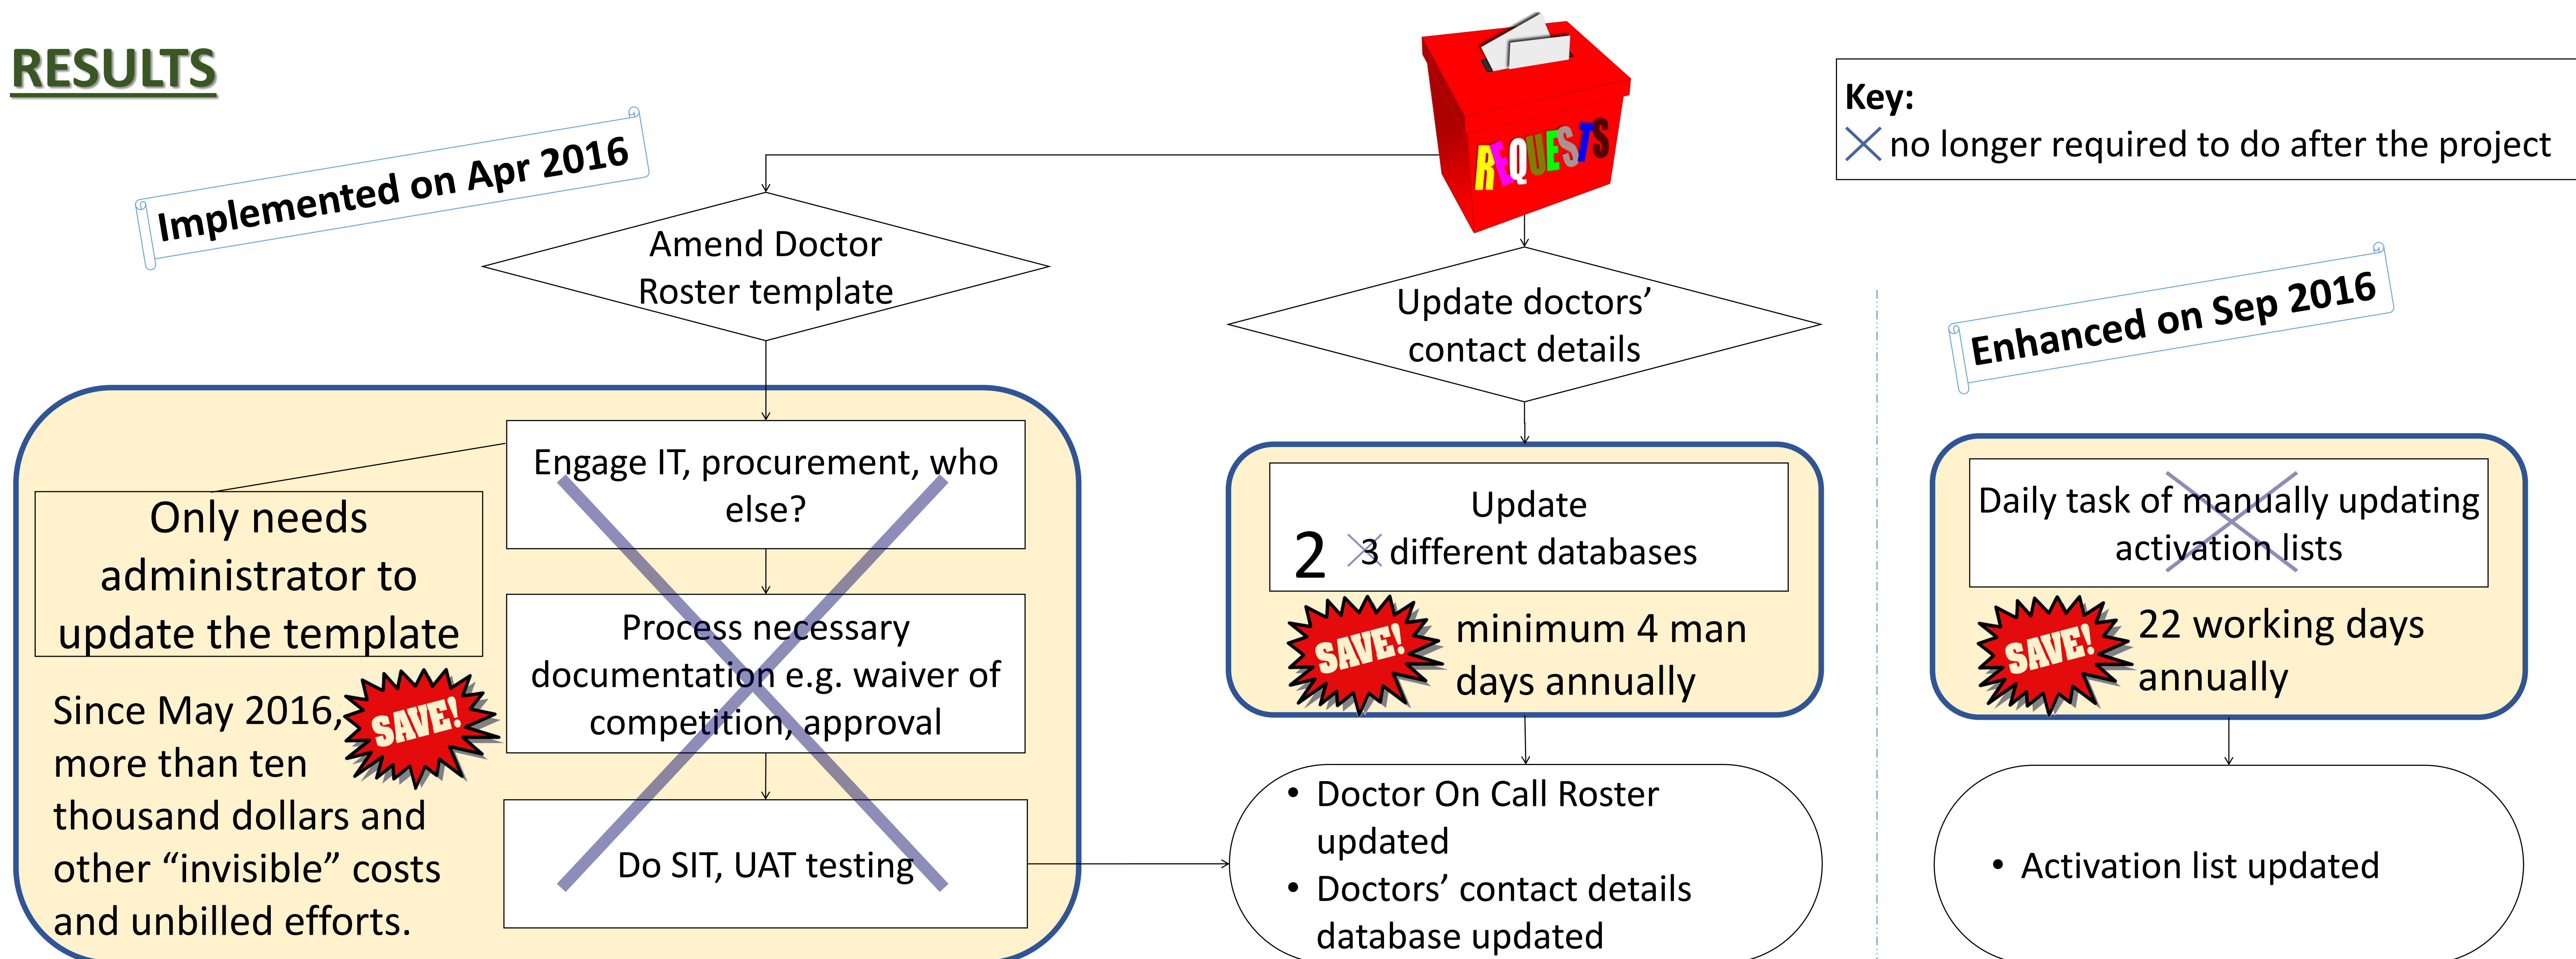 RESULTS
Implemented on Apr 2016
REQUESTS
Key:
no longer required to do after the project
Amend Doctor
Roster template
Update doctors’
contact details
Enhanced on Sep 2016
Engage IT, procurement, who
else?
Only needs
administrator to
update the template
Process necessary
documentation e.g. waiver of
competition, approval
Since May 2016,
more than ten
thousand dollars and
other “invisible” costs
and unbilled efforts.
SAVE!
Do SIT, UAT testing
Update
2 3 different databases
SAVE!
minimum 4 man
days annually
• Doctor On Call Roster
updated
• Doctors’ contact details
database updated
Daily task of manually updating
activation lists
SAVE!
22 working days
annually
• Activation list updated